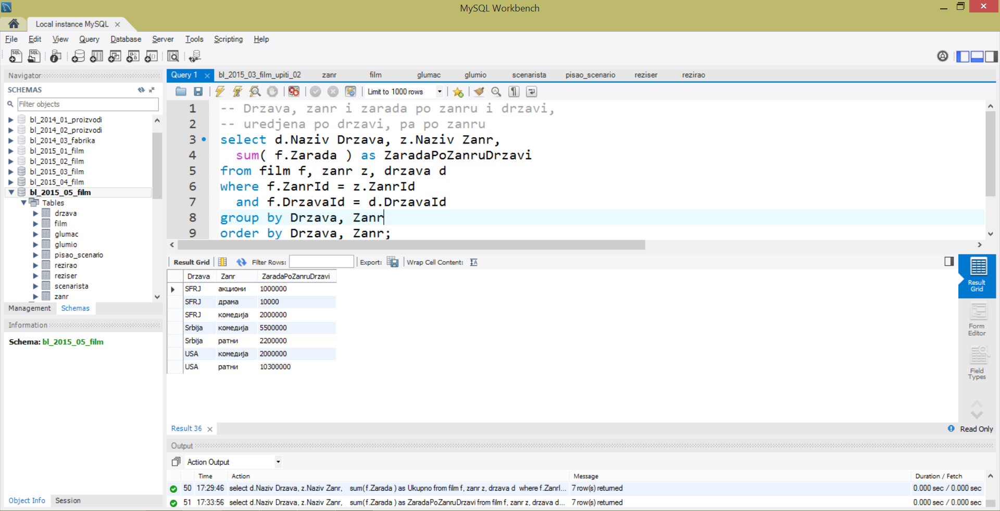 MySQL Workbench
Local instance MySQL
File Edit View Query Database Server Tools Scripting Help
Navigator
SCHEMAS
Filter objects
bl_2014_01_proizvodi
bl_2014_02_proizvodi
bl_2014_03_fabrika
bl_2015_01_film
bl_2015_02_film
bl_2015_03_film
bl_2015_04_film
bl_2015_05_film
Tables
drzava
film
glumac
glumio
pisao_scenario
rezirao
reziser
scenarista
zanr
Management Schemas
Information
Schema: bl_2015_05_film
Object Info Session
Query 1 bl_2015_03_film_upiti_02 zanr film glumac glumio scenarista pisao_scenario reziser rezirao
Limit to 1000 rows
1 -- Drzava, zanr i zarada po zanru i drzavi,
2 -- uredjena po drzavi, pa po zanru
3 select d.Naziv Drzava, z.Naziv Zanr,
4 sum( f.Zarada ) as ZaradaPoZanruDrzavi
5 from film f, zanr z, drzava d
6 where f.ZanrId = z.ZanrId
7 and f.DrzavaId = d.DrzavaId
8 group by Drzava, Zanr
9 order by Drzava, Zanr;
Result Grid Filter Rows: Export: Wrap Cell Content:
Drzava Zanr ZaradaPoZanruDrzavi
SFRJ акциони 1000000
SFRJ драма 10000
SFRJ комедија 2000000
Srbija комедија 5500000
Srbija ратни 2200000
USA комедија 2000000
USA ратни 10300000
Result Grid
Form Editor
Field Types
Result 36
Read Only
Output
Action Output
Time Action Message Duration / Fetch
50 17:29:46 select d.Naziv Drzava, z.Naziv Zanr, sum( f.Zarada ) as Ukupno from film f, zanr z, drzava d where f.ZanrI... 7 row(s) returned 0.000 sec / 0.000 sec
51 17:33:56 select d.Naziv Drzava, z.Naziv Zanr, sum( f.Zarada ) as ZaradaPoZanruDrzavi from film f, zanr z, drzava d... 7 row(s) returned 0.000 sec / 0.000 sec